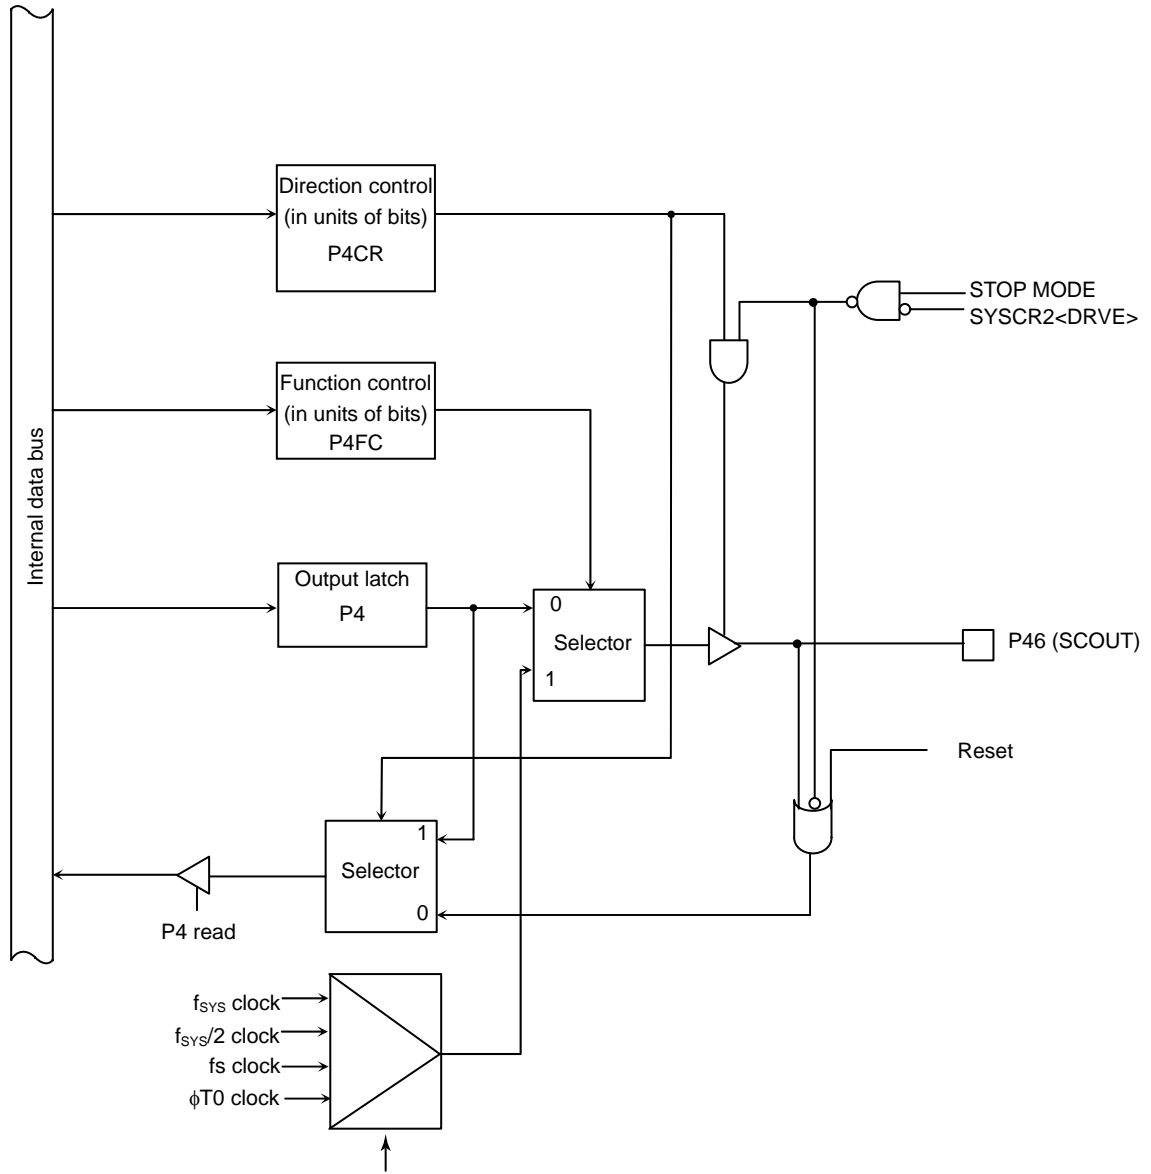 Internal data bus
Direction control
(in units of bits)
P4CR
STOP MODE
SYSCR2<DRVE>
Function control
(in units of bits)
P4FC
Output latch
P4
0
Selector
1
P46 (SCOUT)
Reset
1
Selector
0
P4 read
fSYS clock
fSYS/2 clock
fs clock
ϕT0 clock